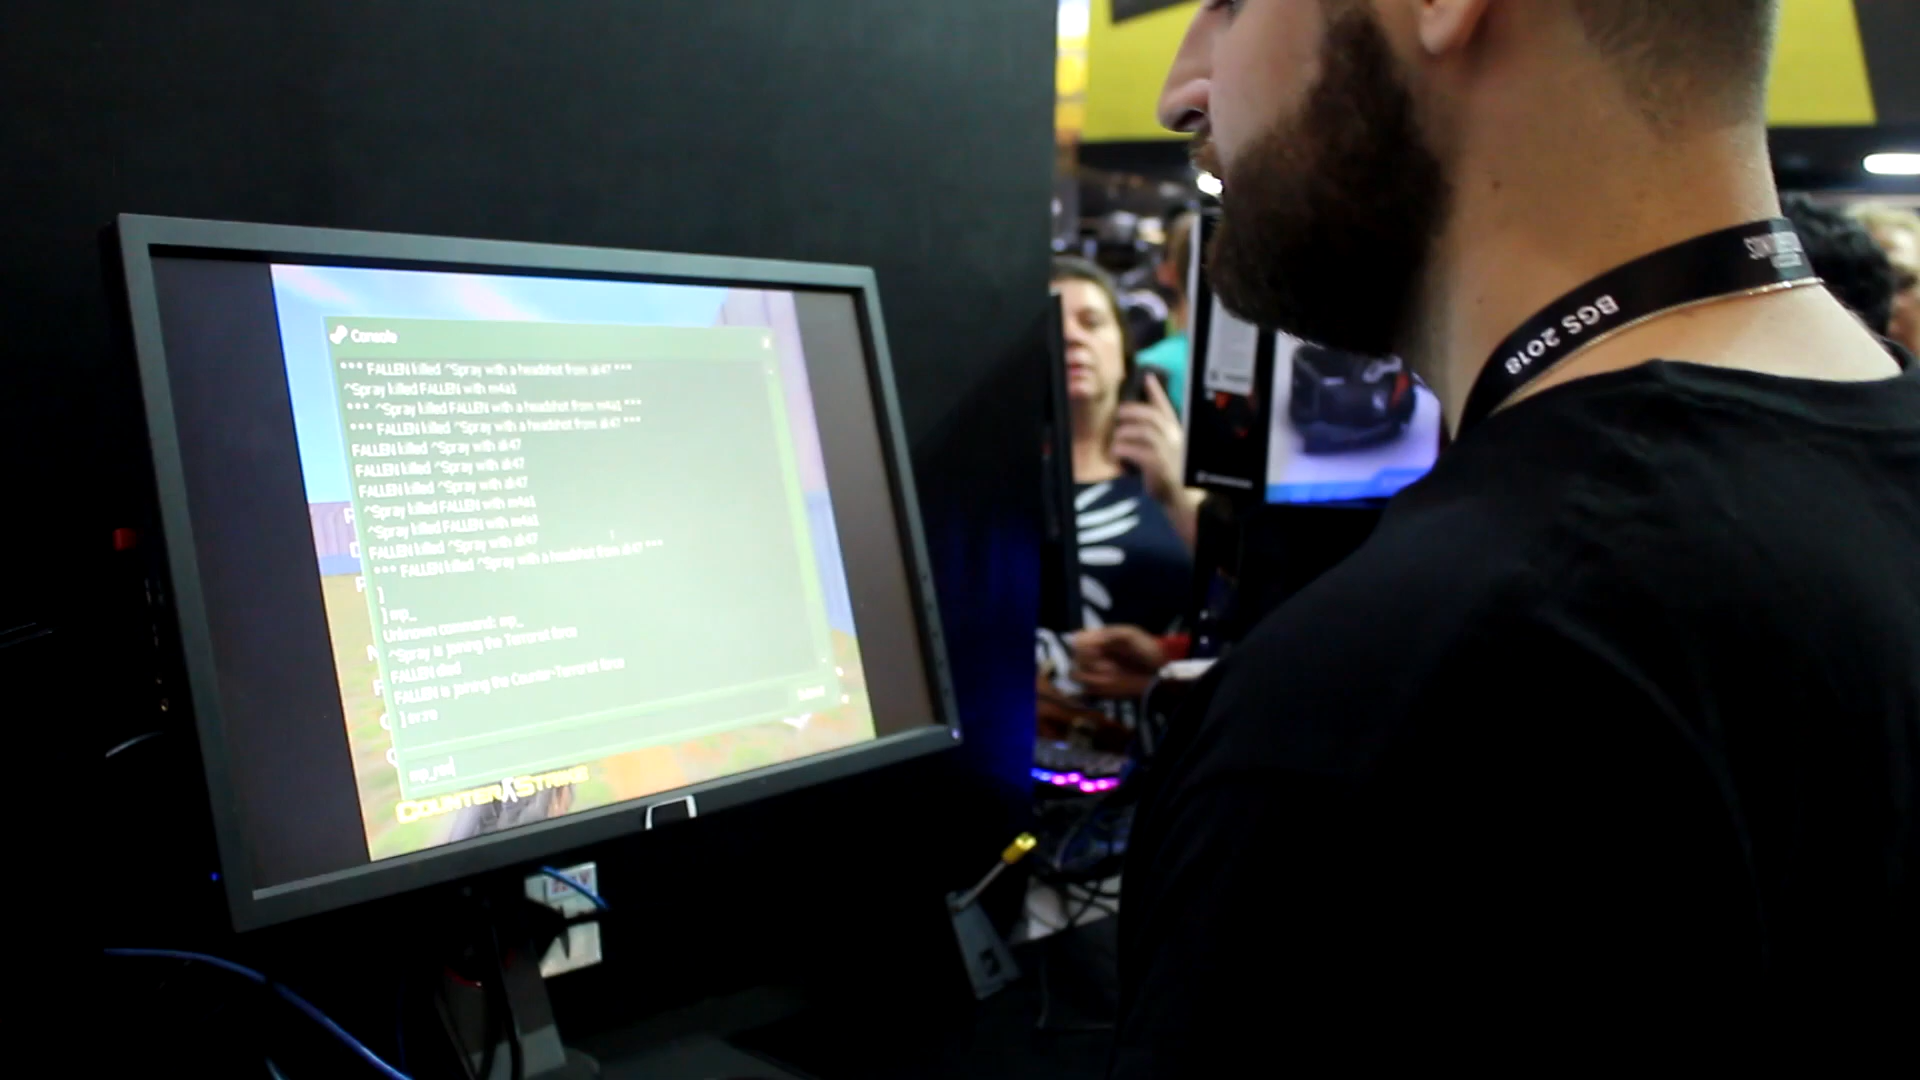 Console
*** FALLEN killed ^Spray with a headshot from ak47 ***
^Spray killed FALLEN with m4a1
*** ^Spray killed FALLEN with a headshot from m4a1 ***
*** FALLEN killed ^Spray with a headshot from ak47 ***
FALLEN killed ^Spray with ak47
FALLEN killed ^Spray with ak47
FALLEN killed ^Spray with ak47
^Spray killed FALLEN with m4a1
^Spray killed FALLEN with m4a1
FALLEN killed ^Spray with ak47
*** FALLEN killed ^Spray with a headshot from ak47 ***
]
] mp_
Unknown command: mp_
^Spray is joining the Terrorist force
FALLEN died
FALLEN is joining the Counter-Terrorist force
Submit
COUNTER STRIKE
BGS 2018